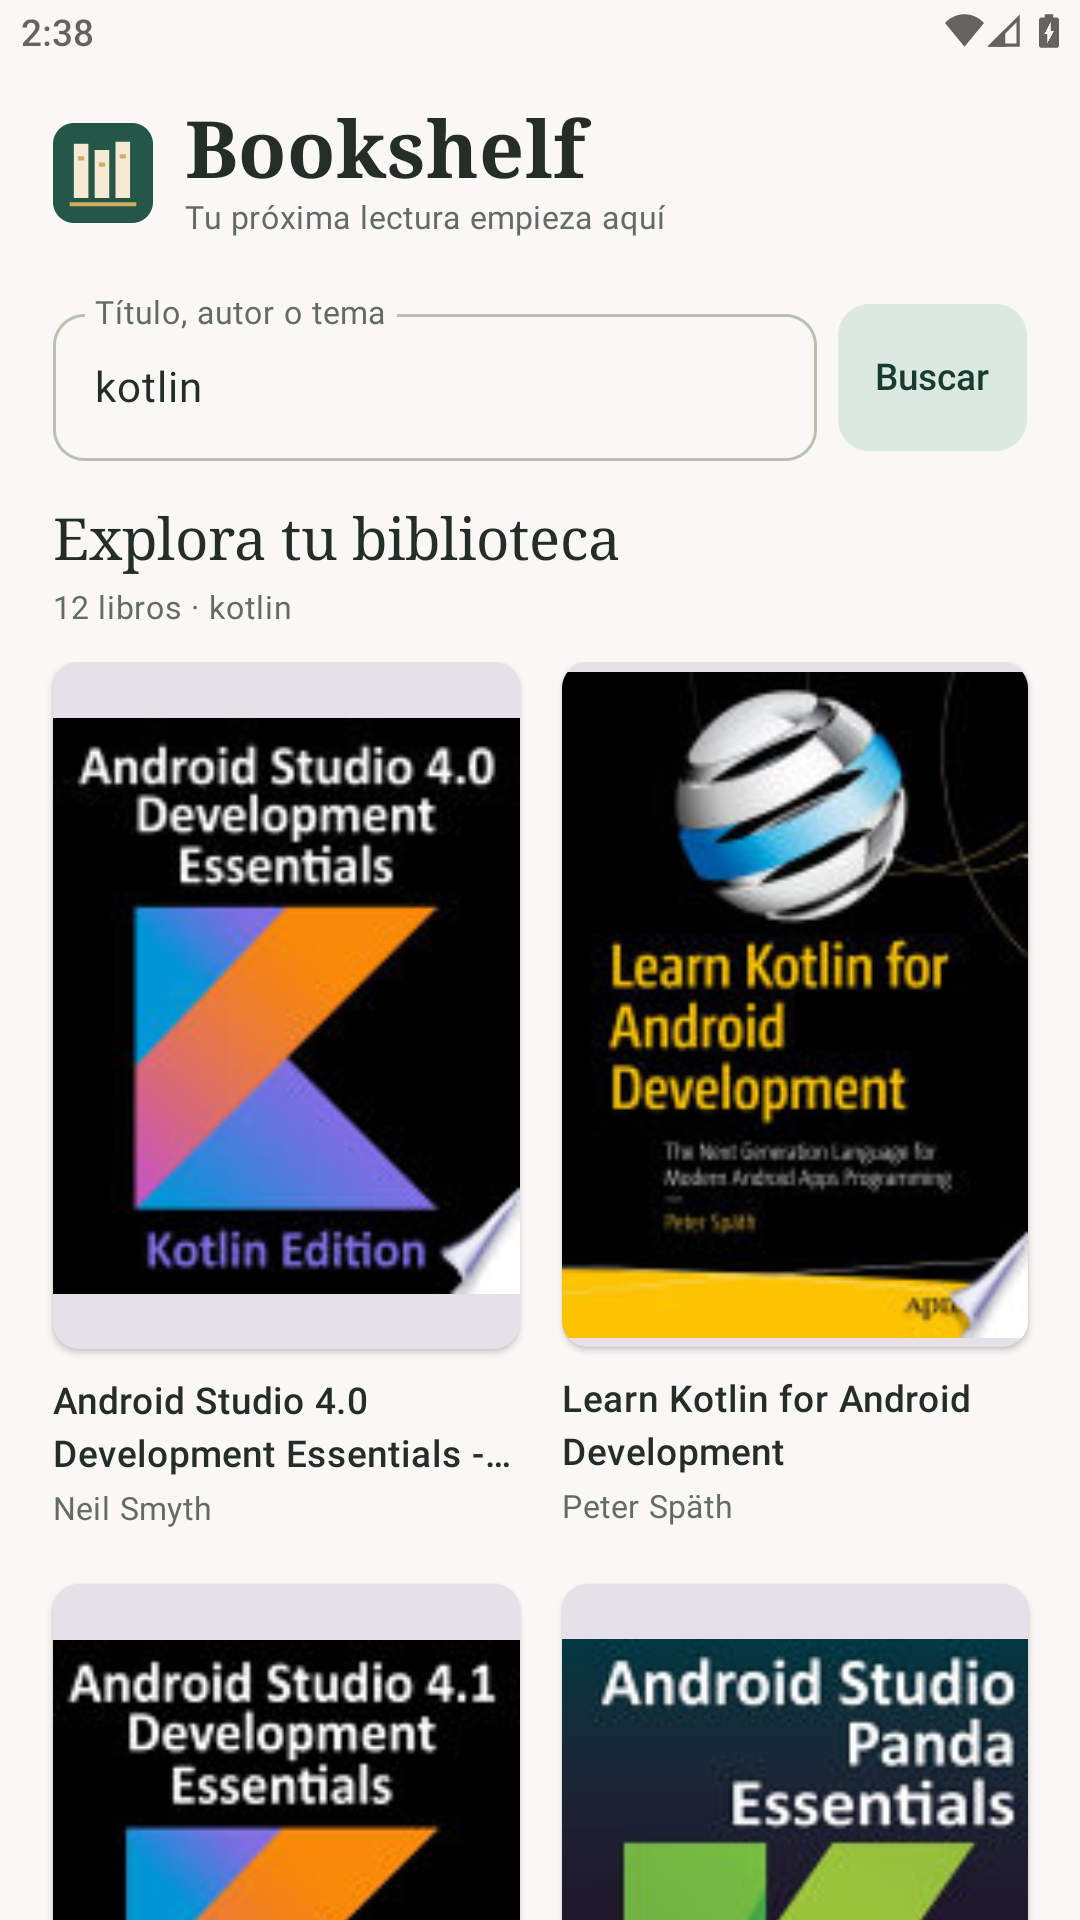 2:38
Bookshelf
Tu próxima lectura empieza aquí
Título, autor o tema
kotlin
Buscar
Explora tu biblioteca
12 libros · kotlin
Android Studio 4.0
Development
Essentials
Kotlin Edition
Learn Kotlin for
Android
Development
The Next Generation Language for
Modern Android Apps Programming
—
Peter Späth
Android Studio 4.0
Development Essentials -...
Neil Smyth
Learn Kotlin for Android
Development
Peter Späth
Android Studio 4.1
Development
Essentials
Android Studio
Panda
Essentials